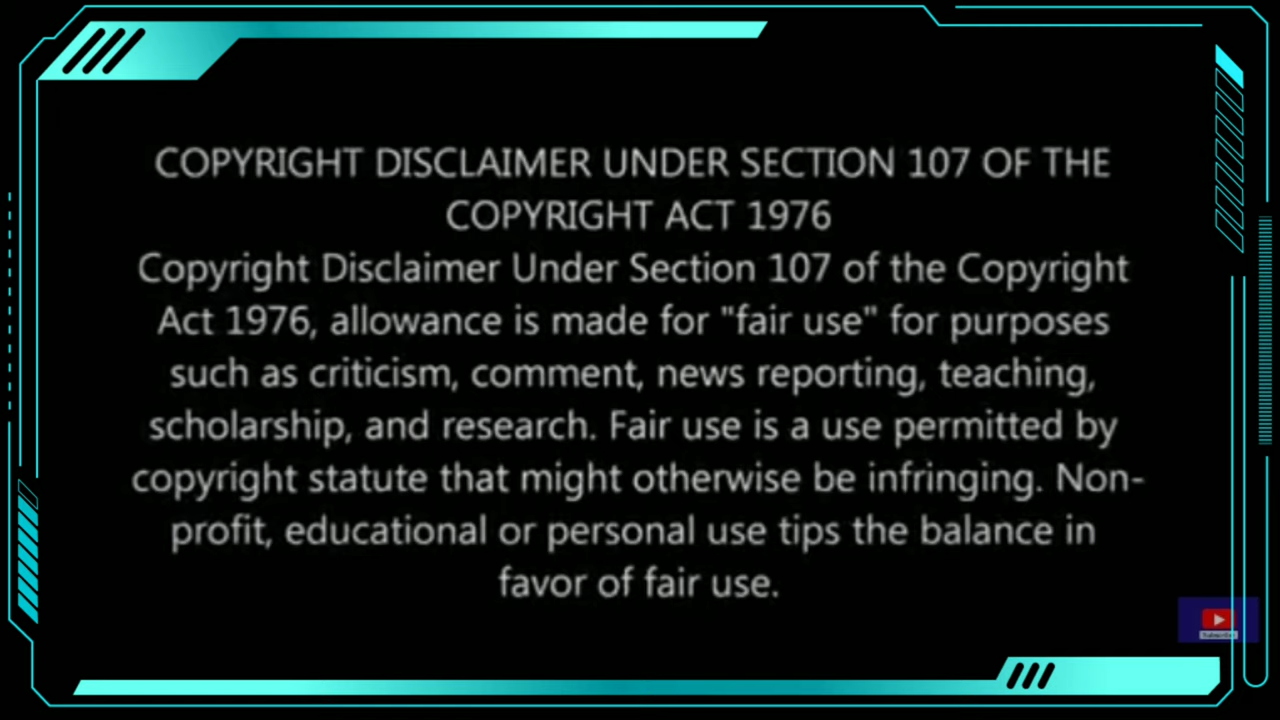 COPYRIGHT DISCLAIMER UNDER SECTION 107 OF THE
COPYRIGHT ACT 1976
Copyright Disclaimer Under Section 107 of the Copyright
Act 1976, allowance is made for "fair use" for purposes
such as criticism, comment, news reporting, teaching,
scholarship, and research. Fair use is a use permitted by
copyright statute that might otherwise be infringing. Non-
profit, educational or personal use tips the balance in
favor of fair use.